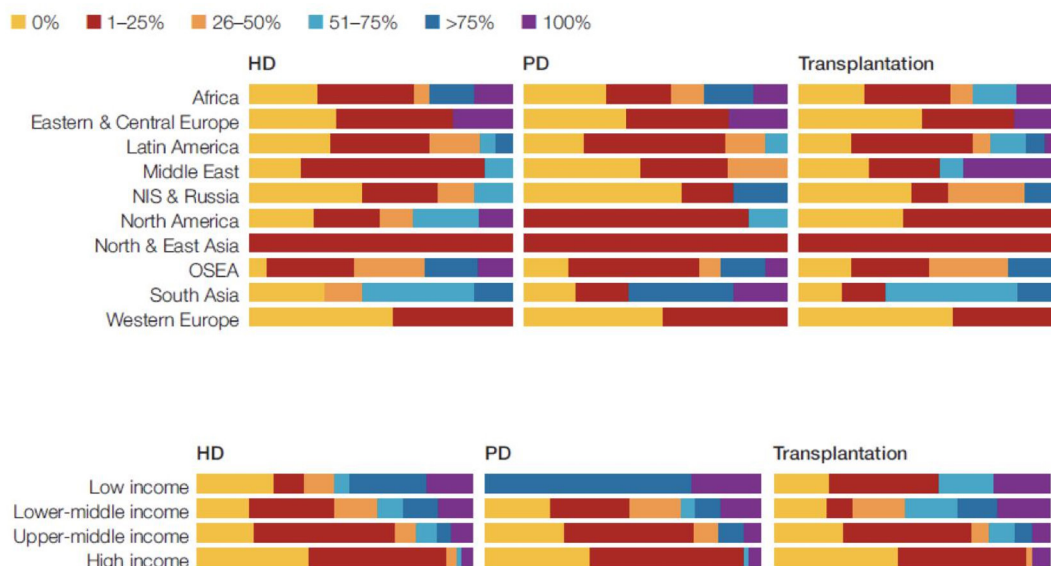 0% 1–25% 26–50% 51–75% >75% 100%
HD PD Transplantation
Africa
Eastern & Central Europe
Latin America
Middle East
NIS & Russia
North America
North & East Asia
OSEA
South Asia
Western Europe
HD PD Transplantation
Low income
Lower-middle income
Upper-middle income
High income